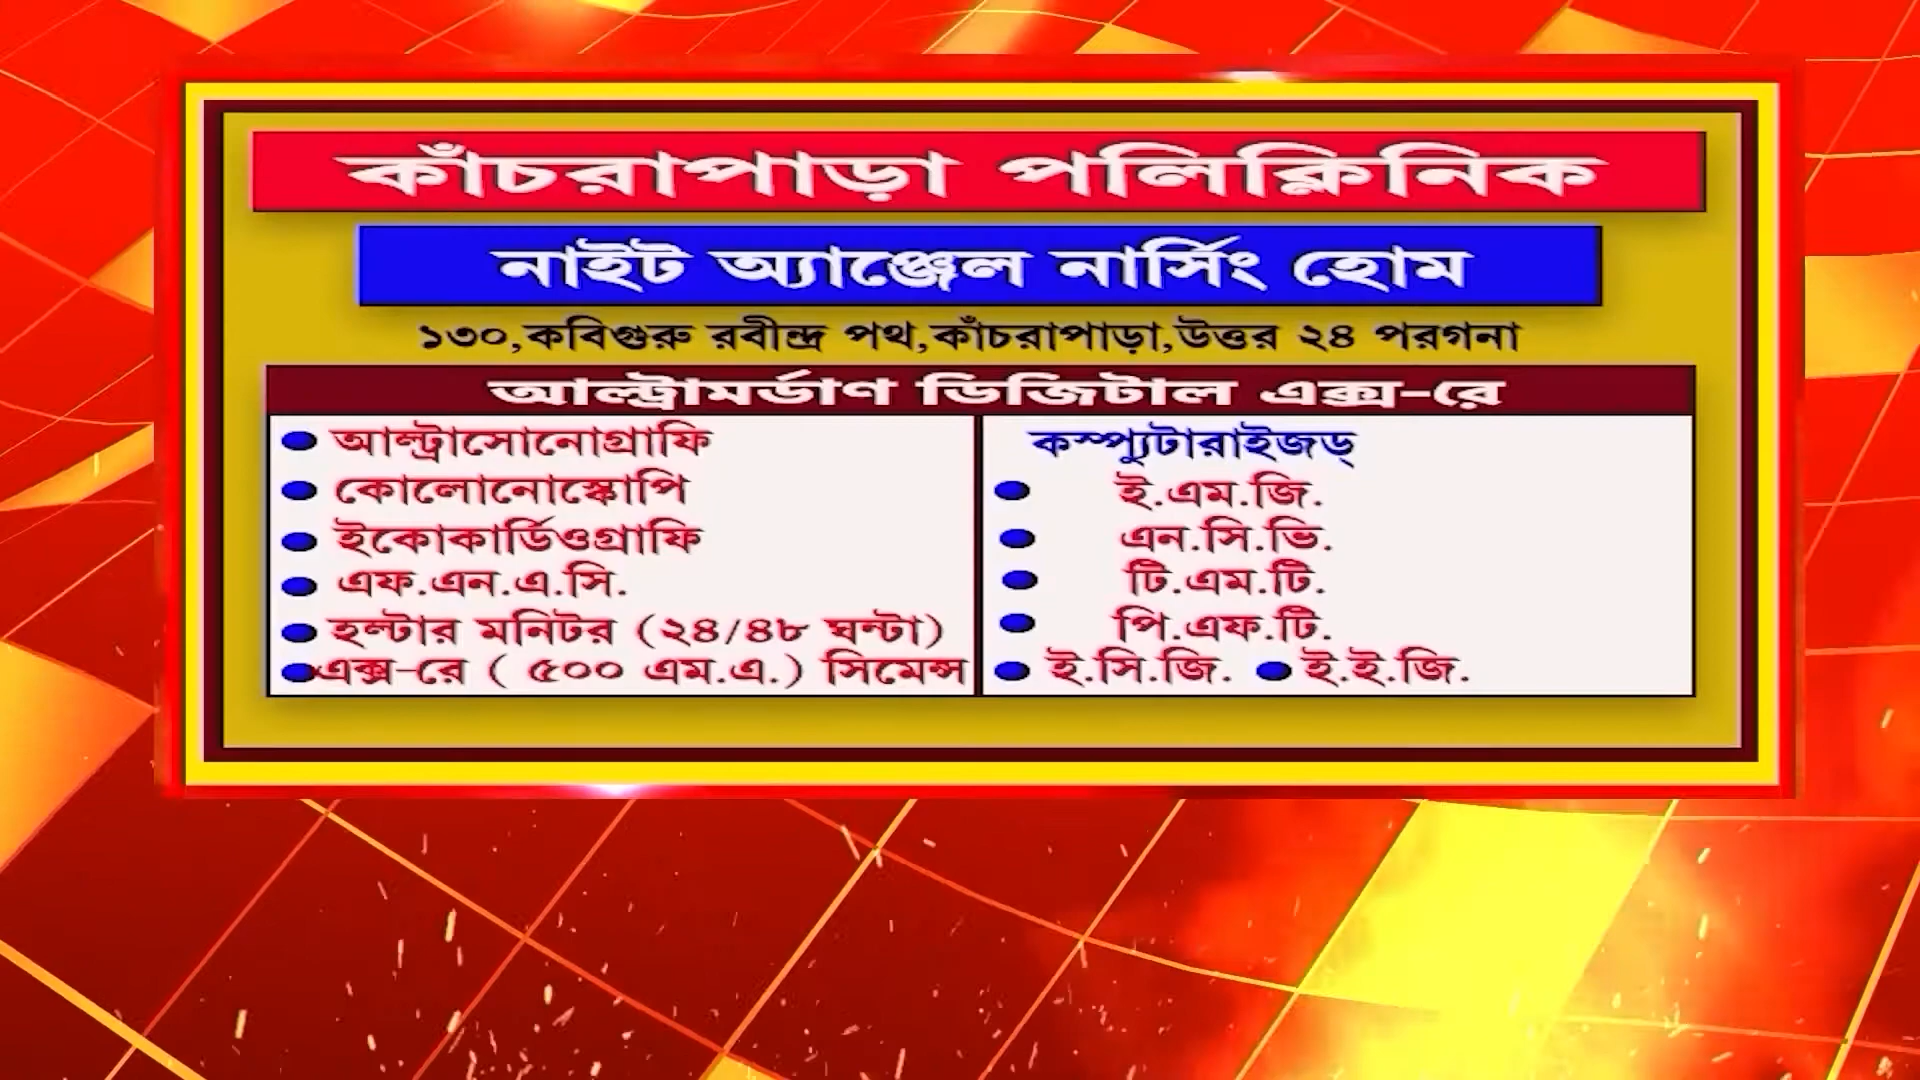 কাঁচরাপাড়া পলিক্লিনিক
নাইট অ্যাঞ্জেল নার্সিং হোম
১৩০,কবিগুরু রবীন্দ্র পথ,কাঁচরাপাড়া,উত্তর ২৪ পরগনা
আল্ট্রামর্ডাণ ডিজিটাল এক্স-রে
আল্ট্রাসোনোগ্রাফি
কোলোনোস্কোপি
ইকোকার্ডিওগ্রাফি
এফ.এন.এ.সি.
হল্টার মনিটর (২৪/৪৮ ঘন্টা)
এক্স-রে ( ৫০০ এম.এ.) সিমেন্স
কম্প্যুটারাইজড্
ই.এম.জি.
এন.সি.ভি.
টি.এম.টি.
পি.এফ.টি.
ই.সি.জি. ই.ই.জি.